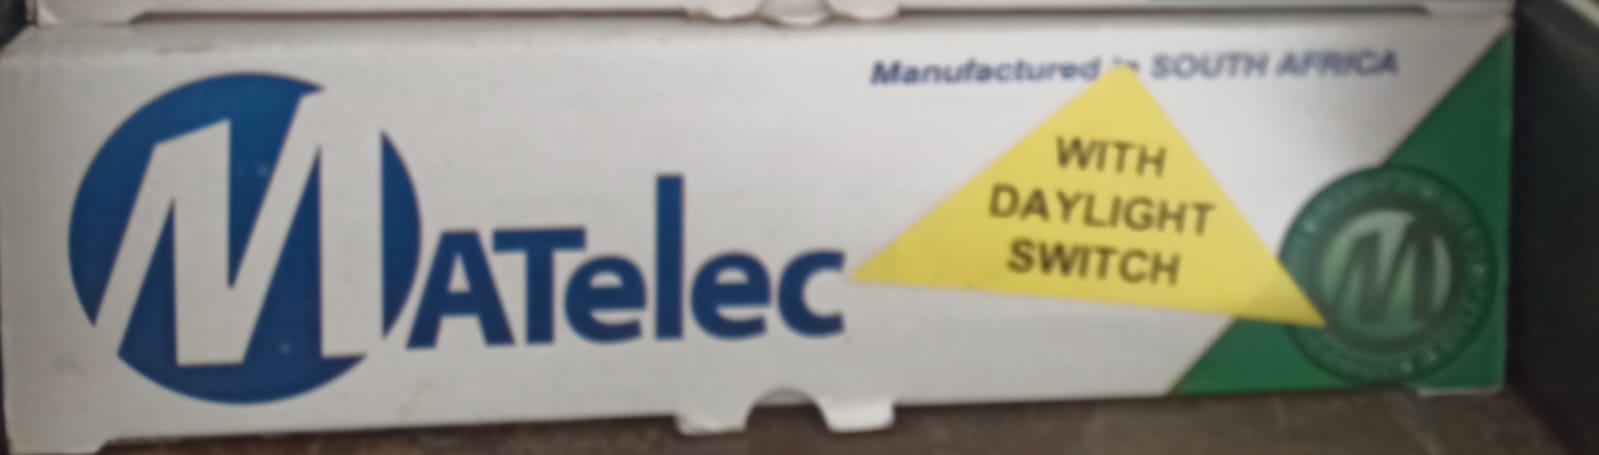 Manufactured in SOUTH AFRICA
MATelec
WITH
DAYLIGHT
SWITCH
M